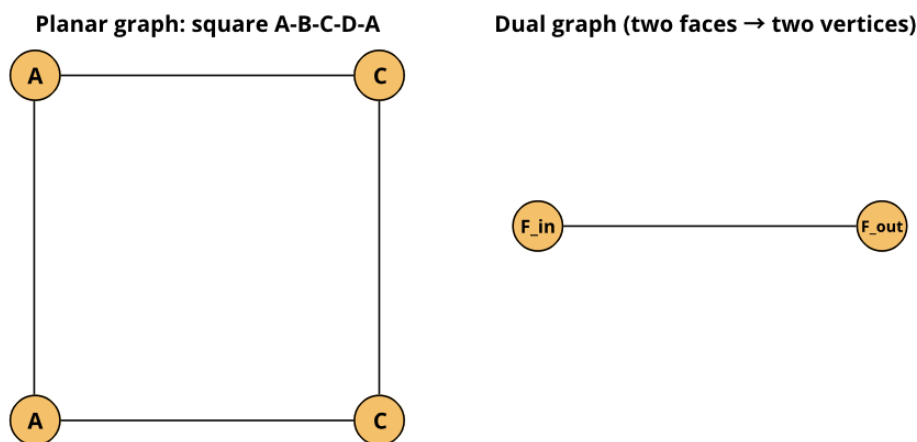 Planar graph: square A-B-C-D-A
Dual graph (two faces → two vertices)
A
C
F_in
F_out
A
C